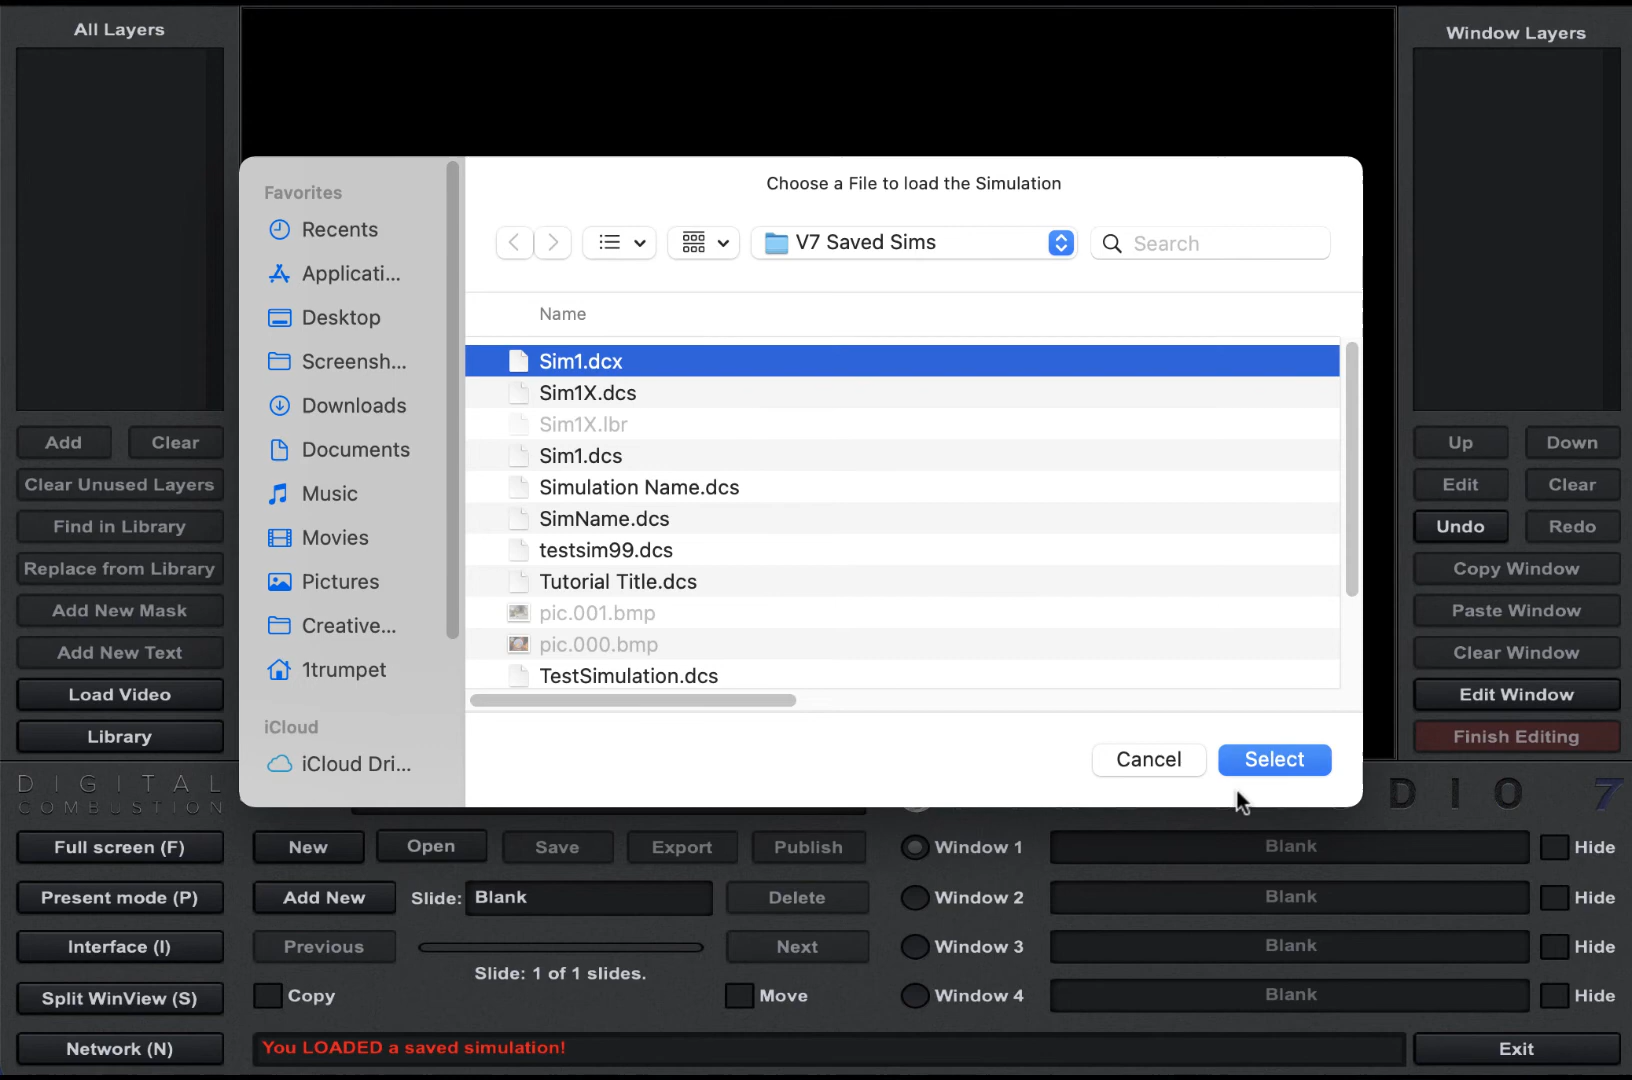 All Layers
Window Layers
Choose a File to load the Simulation
Favorites
Recents
Applicati...
Desktop
Screensh...
Downloads
Documents
Music
Movies
Pictures
Creative...
1trumpet
iCloud
iCloud Dri...
V7 Saved Sims
Search
Name
Sim1.dcx
Sim1X.dcs
Sim1X.lbr
Sim1.dcs
Simulation Name.dcs
SimName.dcs
testsim99.dcs
Tutorial Title.dcs
pic.001.bmp
pic.000.bmp
TestSimulation.dcs
Cancel
Select
Add
Clear
Clear Unused Layers
Find in Library
Replace from Library
Add New Mask
Add New Text
Load Video
Library
Up
Down
Edit
Clear
Undo
Redo
Copy Window
Paste Window
Clear Window
Edit Window
Finish Editing
DIGITAL
COMBUSTION
DIO 7
Full screen (F)
New
Open
Save
Export
Publish
Window 1
Blank
Hide
Present mode (P)
Add New
Slide:
Blank
Delete
Window 2
Blank
Hide
Interface (I)
Previous
Next
Window 3
Blank
Hide
Slide: 1 of 1 slides.
Split WinView (S)
Copy
Move
Window 4
Blank
Hide
Network (N)
You LOADED a saved simulation!
Exit